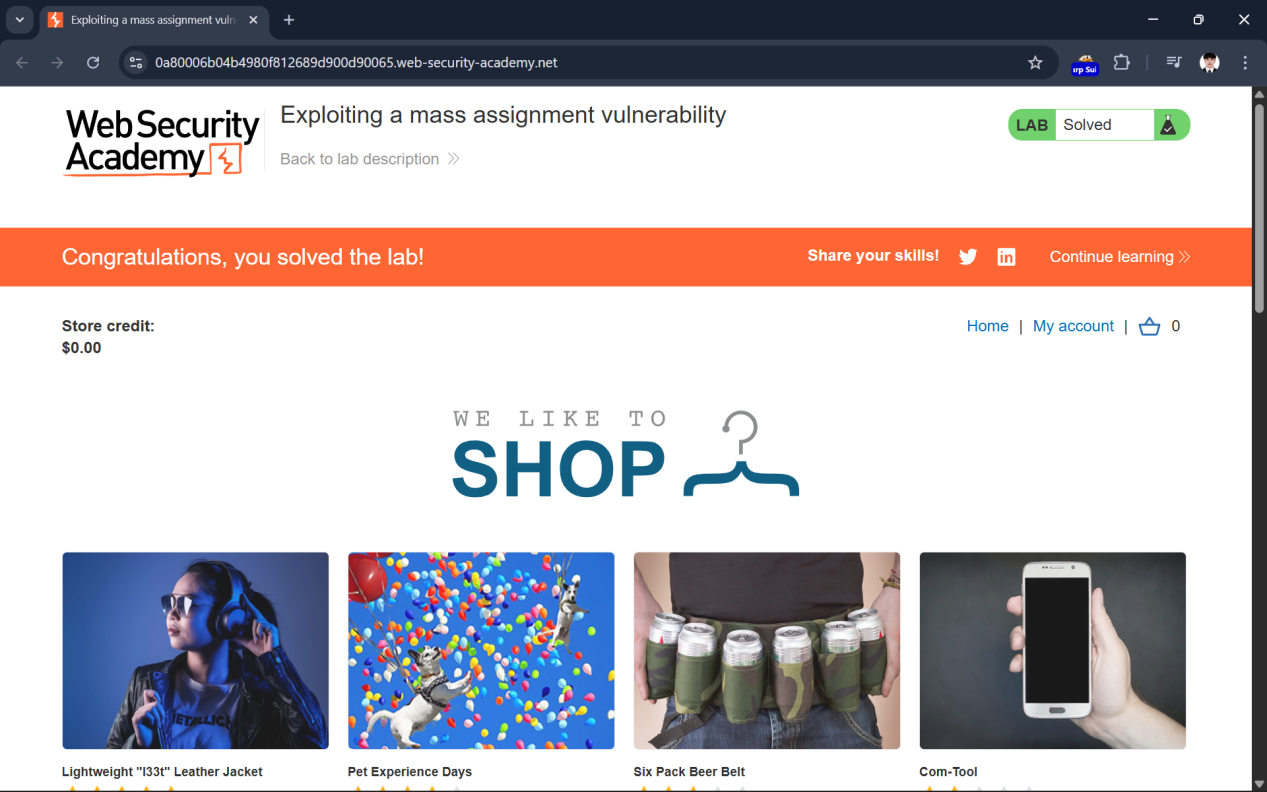 Exploiting a mass assignment vuln
0a80006b04b4980f812689d900d90065.web-security-academy.net
Web Security
Academy
Exploiting a mass assignment vulnerability
Back to lab description
LAB Solved
Congratulations, you solved the lab!
Share your skills!
Continue learning
Store credit:
$0.00
Home | My account | 0
WE LIKE TO
SHOP
Lightweight "l33t" Leather Jacket
Pet Experience Days
Six Pack Beer Belt
Com-Tool